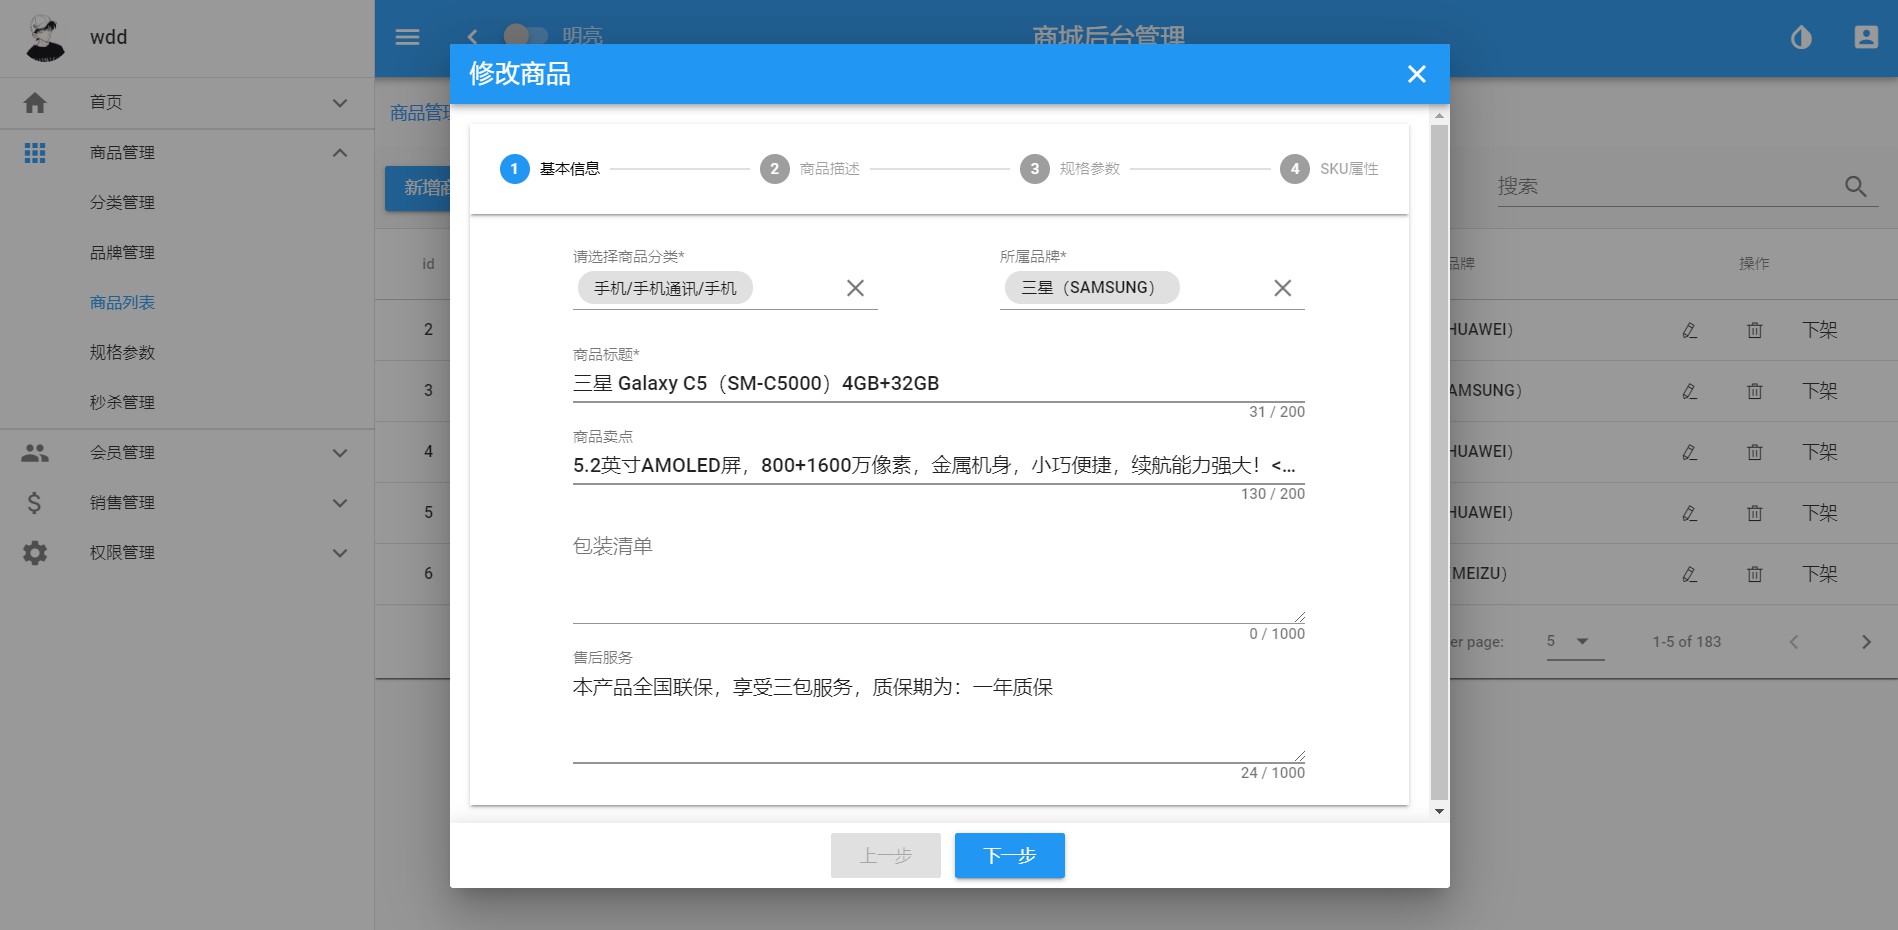 wdd
首页
商品管理
分类管理
品牌管理
商品列表
规格参数
秒杀管理
会员管理
销售管理
权限管理
明亮
商城后台管理
商品管理
新增商
搜索
id
品牌
操作
2
HUAWEI）
下架
3
AMSUNG）
下架
4
HUAWEI）
下架
5
HUAWEI）
下架
6
MEIZU）
下架
er page:
5
1-5 of 183
修改商品
1 基本信息
2 商品描述
3 规格参数
4 SKU属性
请选择商品分类*
手机/手机通讯/手机
所属品牌*
三星（SAMSUNG）
商品标题*
三星 Galaxy C5（SM-C5000）4GB+32GB
31 / 200
商品卖点
5.2英寸AMOLED屏，800+1600万像素，金属机身，小巧便捷，续航能力强大！<...
130 / 200
包装清单
0 / 1000
售后服务
本产品全国联保，享受三包服务，质保期为：一年质保
24 / 1000
上一步
下一步